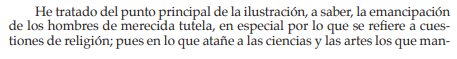 He tratado del punto principal de la ilustración, a saber, la emancipación
de los hombres de merecida tutela, en especial por lo que se refiere a cues-
tiones de religión; pues en lo que atañe a las ciencias y las artes los que man-